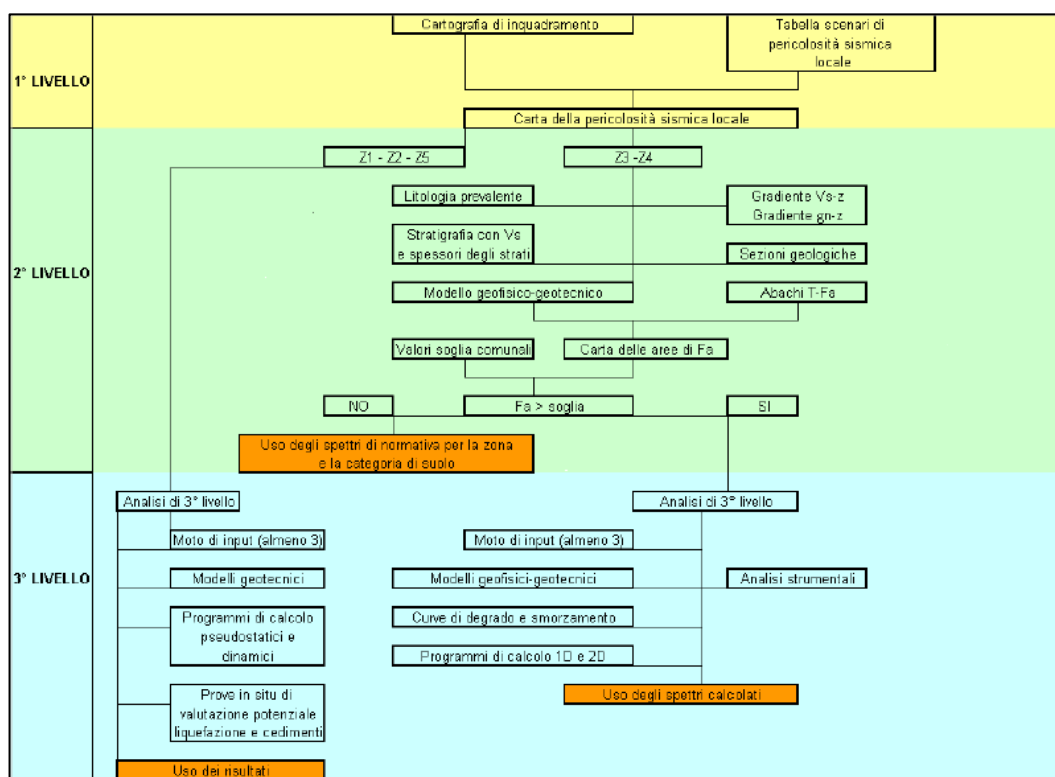 Cartografia di inquadramento
Tabella scenari di
pericolosità sismica
locale
1° LIVELLO
Carta della pericolosità sismica locale
Z1 - Z2 - Z5
Z3 -Z4
Litologia prevalente
Gradiente Vs-z
Gradiente gn-z
Stratigrafia con Vs
e spessori degli strati
Sezioni geologiche
2° LIVELLO
Modello geofisico-geotecnico
Abachi T-Fa
Valori soglia comunali
Carta delle aree di Fa
NO
Fa > soglia
SI
Uso degli spettri di normativa per la zona
e la categoria di suolo
Analisi di 3° livello
Analisi di 3° livello
Moto di input (almeno 3)
Moto di input (almeno 3)
3° LIVELLO
Modelli geotecnici
Modelli geofisici-geotecnici
Analisi strumentali
Programmi di calcolo
pseudostatici e
dinamici
Curve di degrado e smorzamento
Programmi di calcolo 1D e 2D
Prove in situ di
valutazione potenziale
liquefazione e cedimenti
Uso degli spettri calcolati
Uso dei risultati